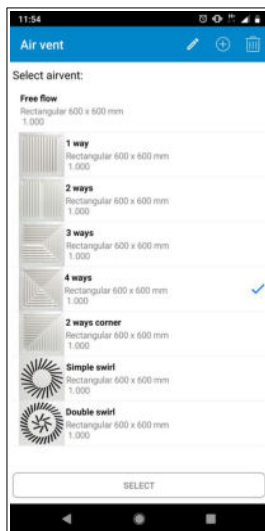 11:54
Air vent
Select airvent:
Free flow
Rectangular 600 x 600 mm
1.000
1 way
Rectangular 600 x 600 mm
1.000
2 ways
Rectangular 600 x 600 mm
1.000
3 ways
Rectangular 600 x 600 mm
1.000
4 ways
Rectangular 600 x 600 mm
1.000
2 ways corner
Rectangular 600 x 600 mm
1.000
Simple swirl
Rectangular 600 x 600 mm
1.000
Double swirl
Rectangular 600 x 600 mm
1.000
SELECT